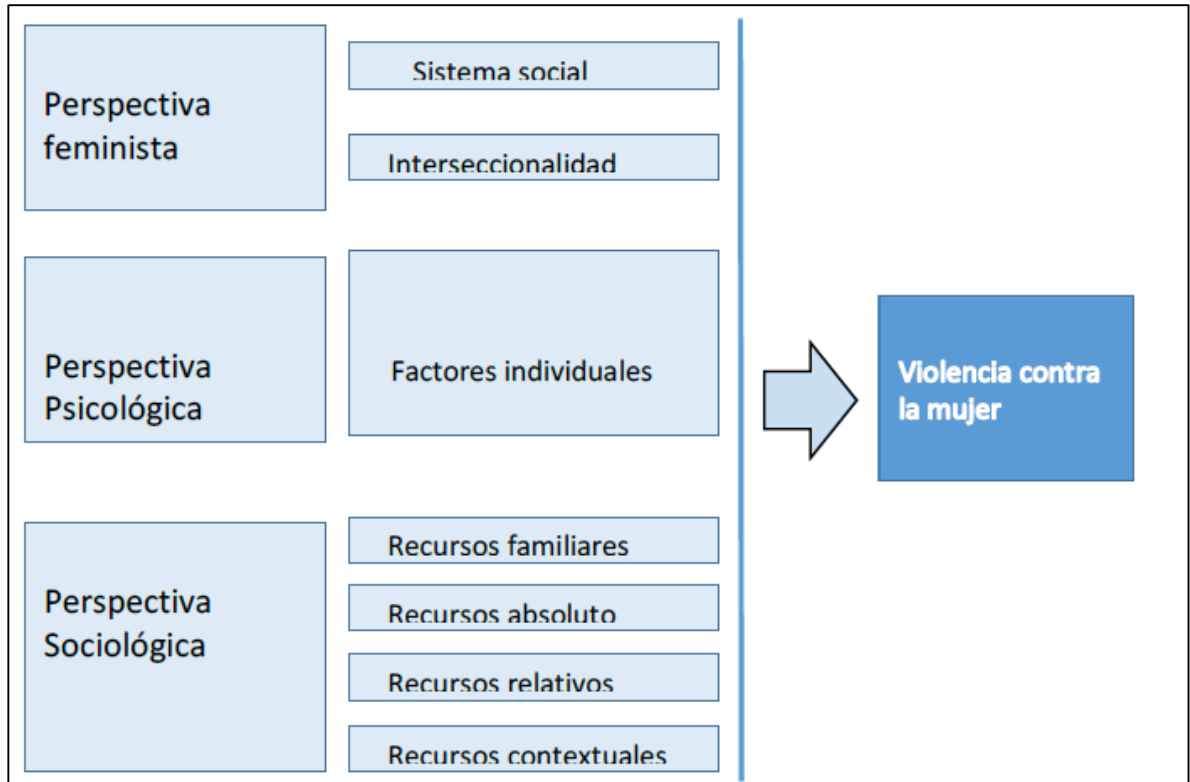 Perspectiva
feminista
Sistema social
Interseccionalidad
Perspectiva
Psicológica
Factores individuales
Violencia contra
la mujer
Perspectiva
Sociológica
Recursos familiares
Recursos absoluto
Recursos relativos
Recursos contextuales